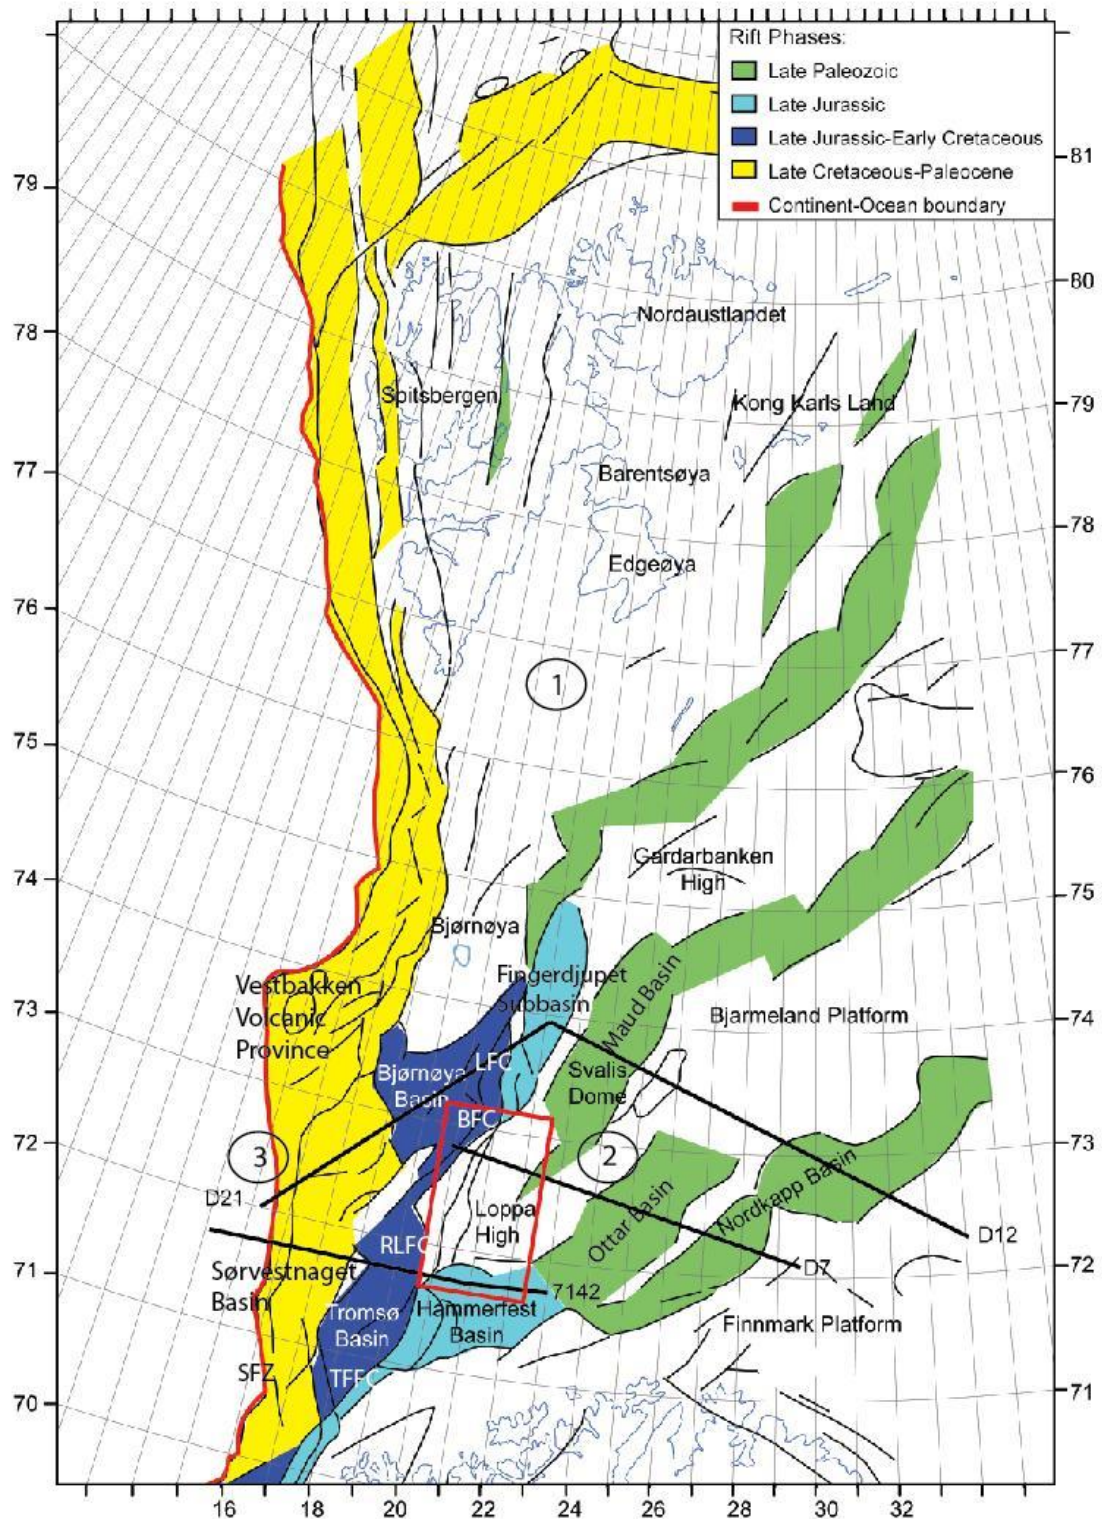 Rift Phases:
Late Paleozoic
Late Jurassic
Late Jurassic-Early Cretaceous
Late Cretaceous-Paleocene
Continent-Ocean boundary
79
78
77
76
75
74
73
72
71
70
81
80
79
78
77
76
75
74
73
72
71
16
18
20
22
24
26
28
30
32
Nordaustlandet
Spitsbergen
Kong Karls Land
Barentsøya
Edgeøya
1
Gardarbanken
High
Bjørnøya
Fingerdjupet
Subbasin
Vestbakken
Volcanic
Province
Maud Basin
Bjarmeland Platform
LFC
Bjørnøya
Basin
Svalis
Dome
BFC
3
2
D21
Loppa
High
Ottar Basin
Nordkapp Basin
D12
RLFC
D7
Sørvestnaget
Basin
7142
Tromsø
Basin
Hammerfest
Basin
Finnmark Platform
SFZ
TFFC